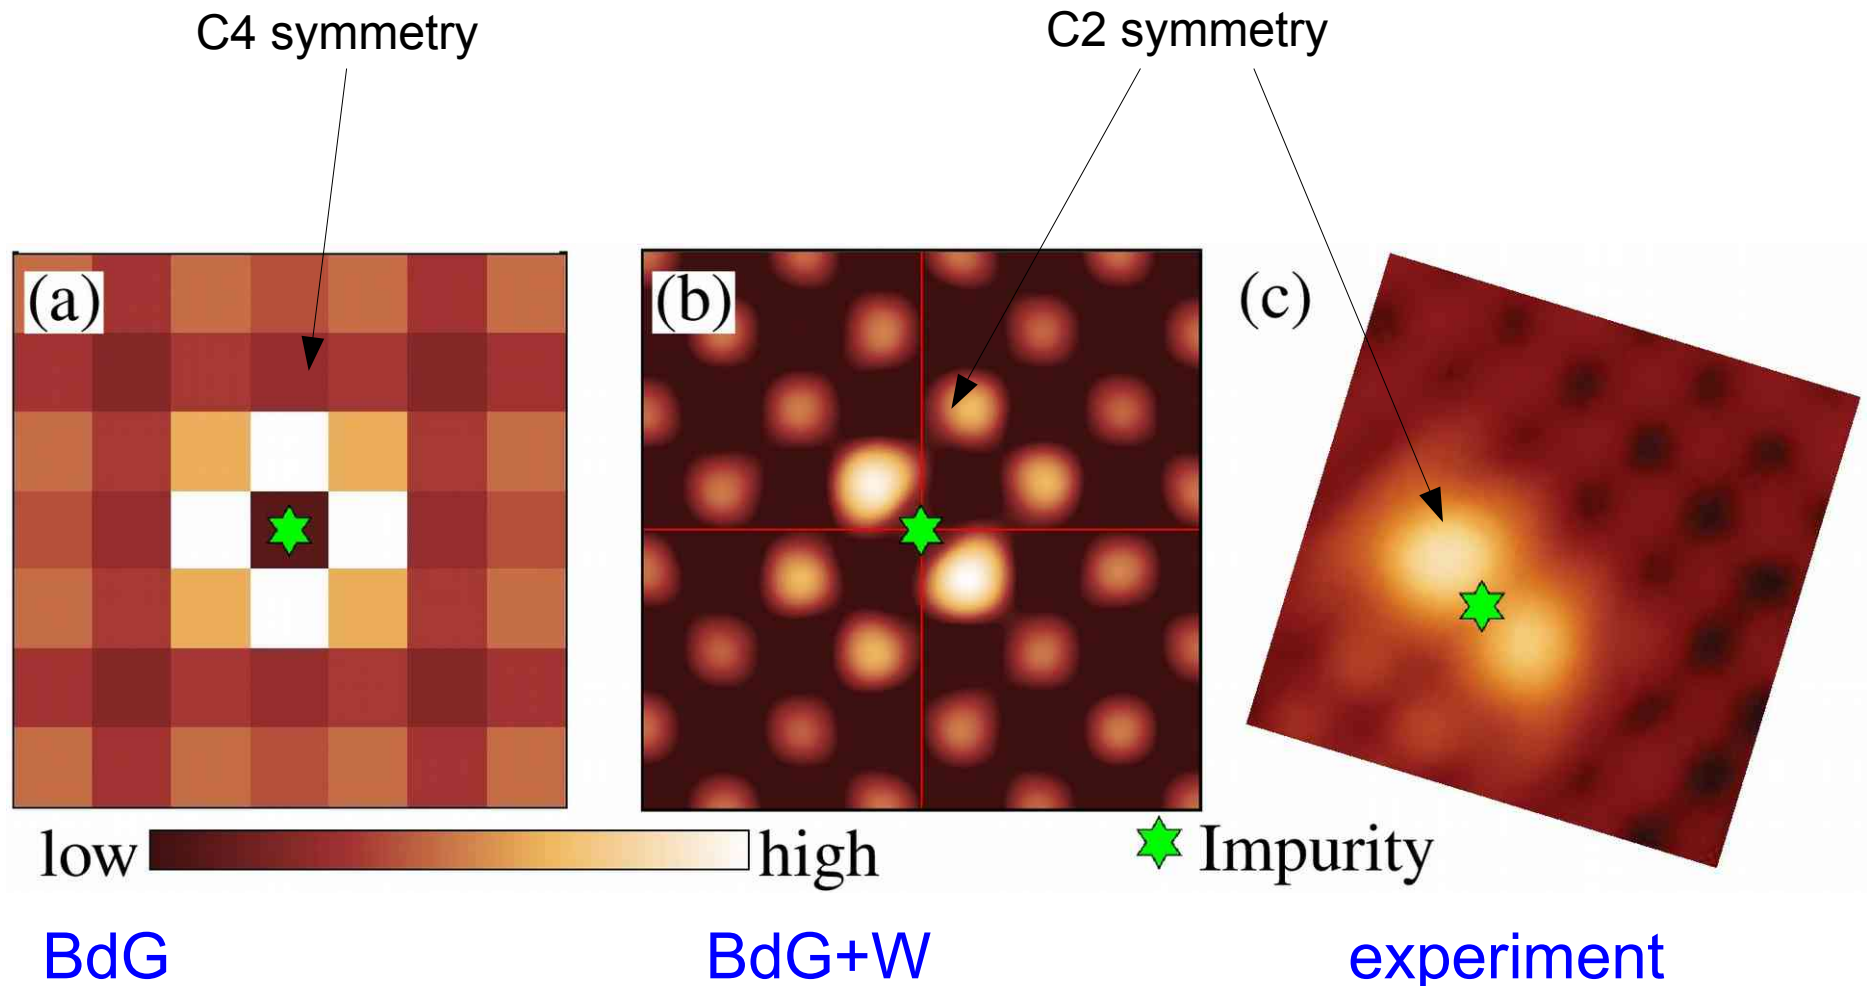 C4 symmetry
C2 symmetry
(a)
(b)
(c)
low
high
Impurity
BdG
BdG+W
experiment